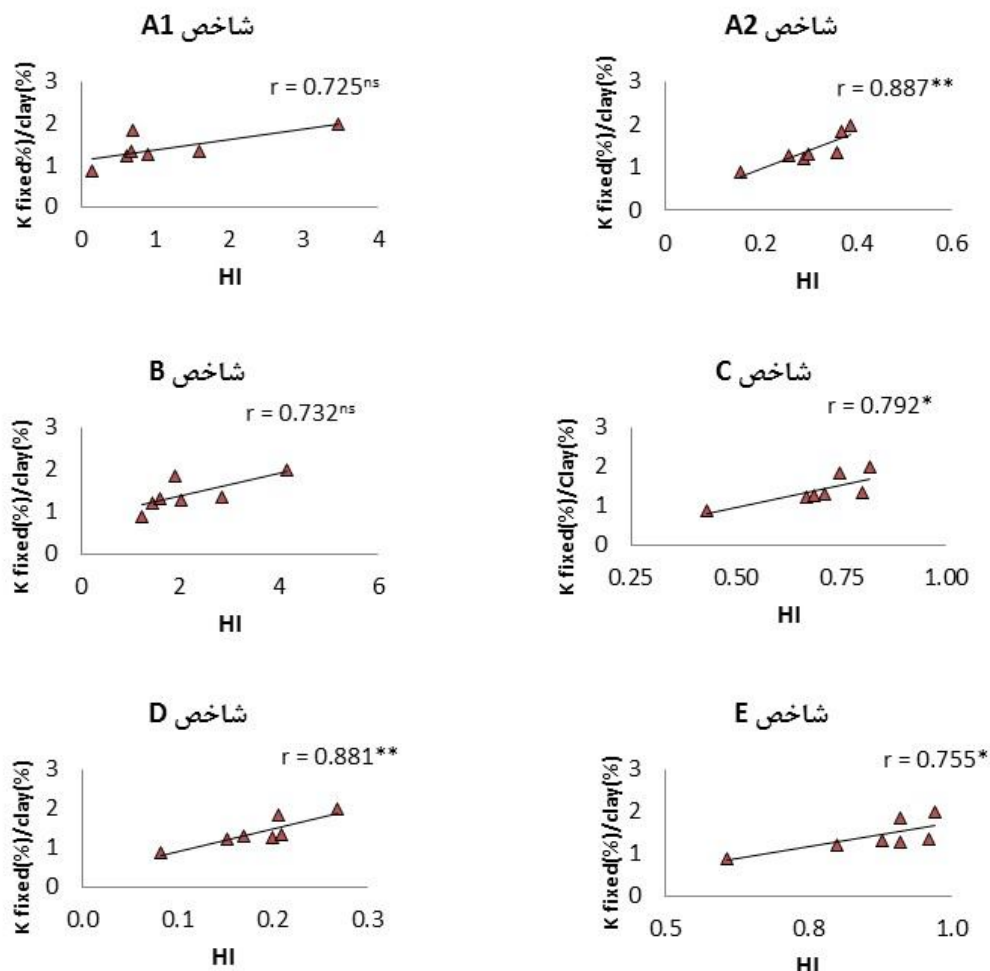 شاخص A1
r = 0.725ns
K fixed%)/clay(%)
3
2
1
0
0 1 2 3 4
HI
شاخص A2
r = 0.887**
K fixed(%)/clay(%)
3
2
1
0
0 0.2 0.4 0.6
HI
شاخص B
r = 0.732ns
K fixed(%)/clay(%)
3
2
1
0
0 2 4 6
HI
شاخص C
r = 0.792*
K fixed(%)/Clay(%)
3
2
1
0
0.25 0.50 0.75 1.00
HI
شاخص D
r = 0.881**
K fixed(%)/clay(%)
3
2
1
0
0.0 0.1 0.2 0.3
HI
شاخص E
r = 0.755*
K fixed(%)/clay(%)
3
2
1
0
0.5 0.8 1.0
HI